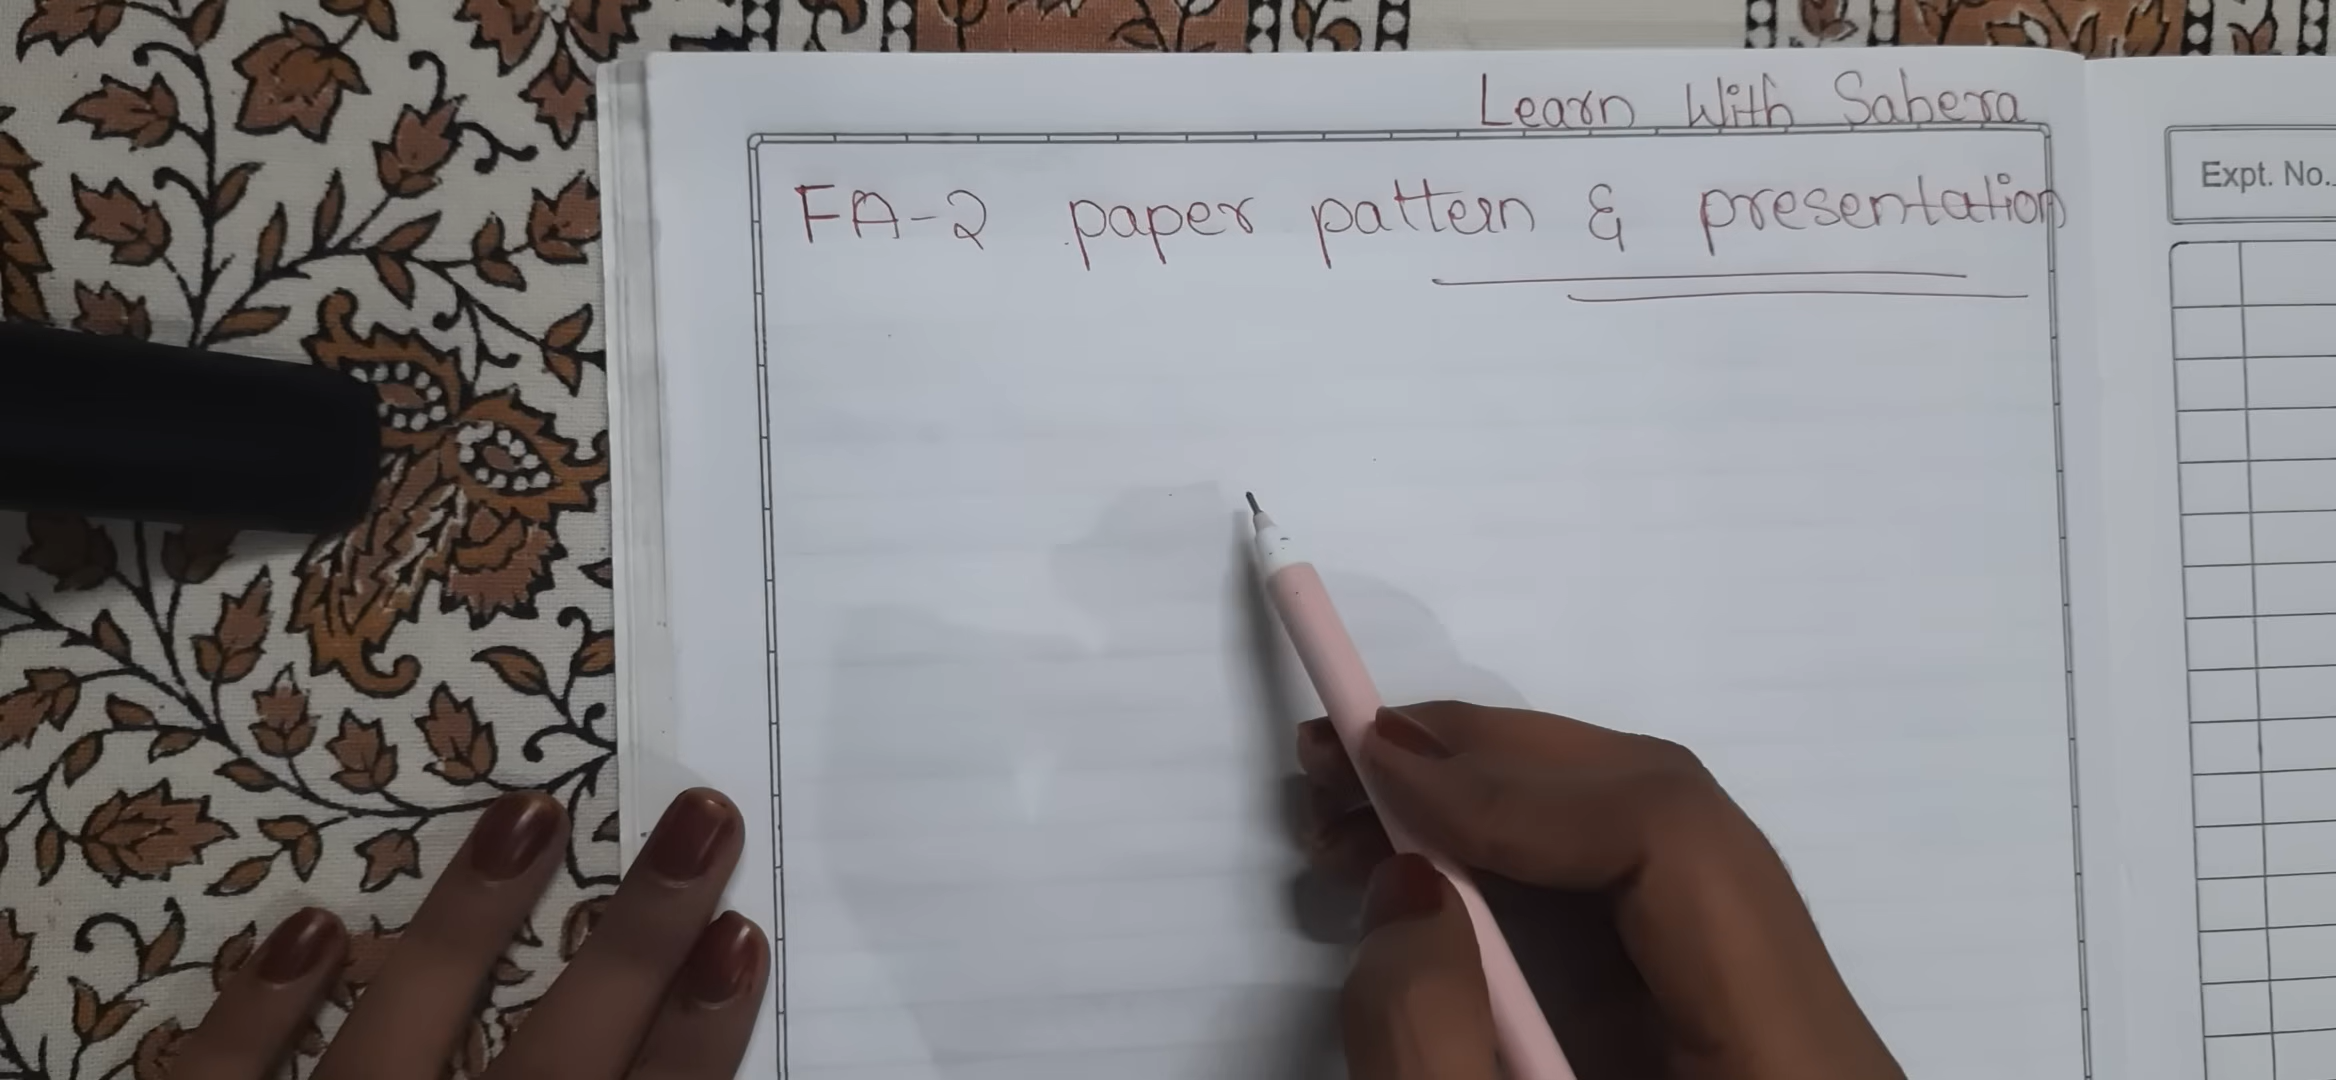 Learn With Sabera
FA-2 paper pattern & presentation
Expt. No.